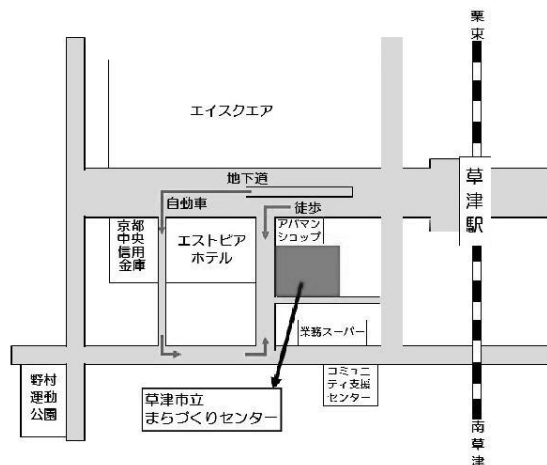 栗東
エイスクエア
地下道
草津駅
自動車
徒歩
京都
中央
信用
金庫
エストピア
ホテル
アパマン
ショップ
業務スーパー
野村
運動
公園
草津市立
まちづくりセンター
コミュニ
ティ支援
センター
南草津